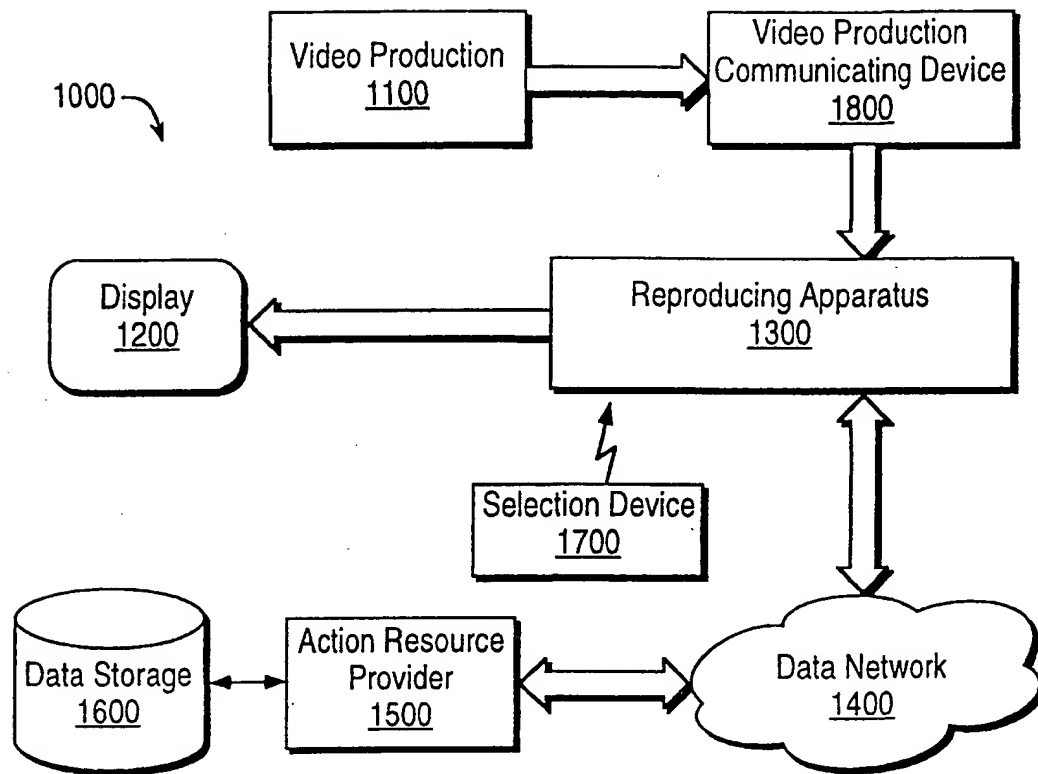 1000
Video Production
1100
Video Production
Communicating Device
1800
Display
1200
Reproducing Apparatus
1300
Selection Device
1700
Data Storage
1600
Action Resource
Provider
1500
Data Network
1400